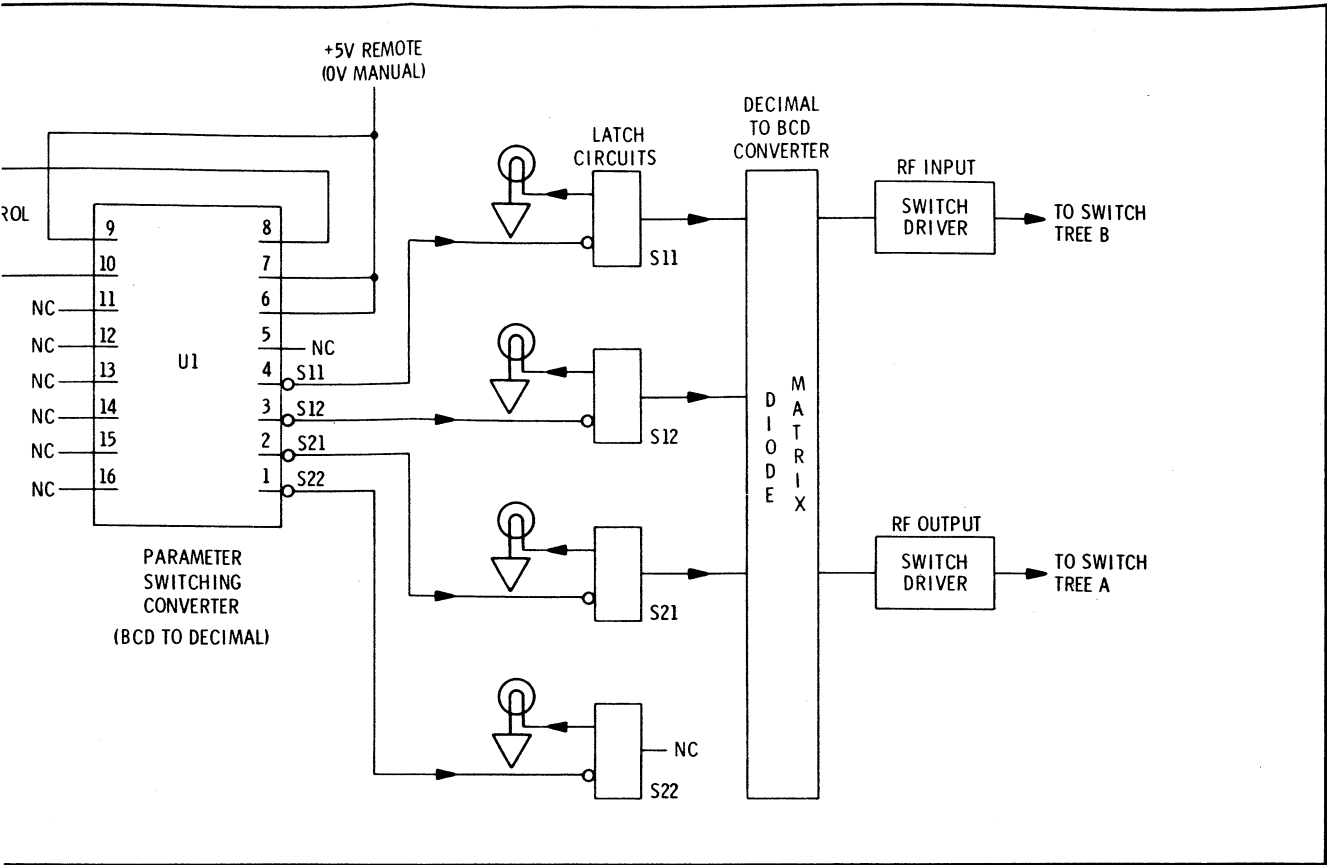 +5V REMOTE
(0V MANUAL)
ROL
9
10
11
12
13
14
15
16
8
7
6
5
4
3
2
1
NC
NC
NC
NC
NC
NC
NC
U1
S11
S12
S21
S22
PARAMETER
SWITCHING
CONVERTER
(BCD TO DECIMAL)
LATCH
CIRCUITS
S11
S12
S21
NC
S22
DECIMAL
TO BCD
CONVERTER
DIODE
MATRIX
RF INPUT
SWITCH
DRIVER
TO SWITCH
TREE B
RF OUTPUT
SWITCH
DRIVER
TO SWITCH
TREE A